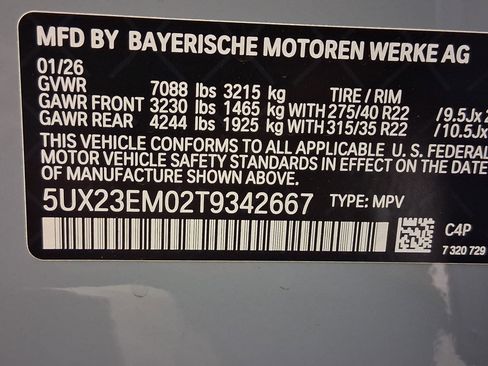 MFD BY BAYERISCHE MOTOREN WERKE AG
01/26
GVWR 7088 lbs 3215 kg TIRE / RIM
GAWR FRONT 3230 lbs 1465 kg WITH 275/40 R22 /9.5Jx
GAWR REAR 4244 lbs 1925 kg WITH 315/35 R22 /10.5Jx
THIS VEHICLE CONFORMS TO ALL APPLICABLE U.S. FEDERAL
MOTOR VEHICLE SAFETY STANDARDS IN EFFECT ON THE DATE
OF MANUFACTURE SHOWN ABOVE.
5UX23EM02T9342667 TYPE: MPV
C4P
7 320 729